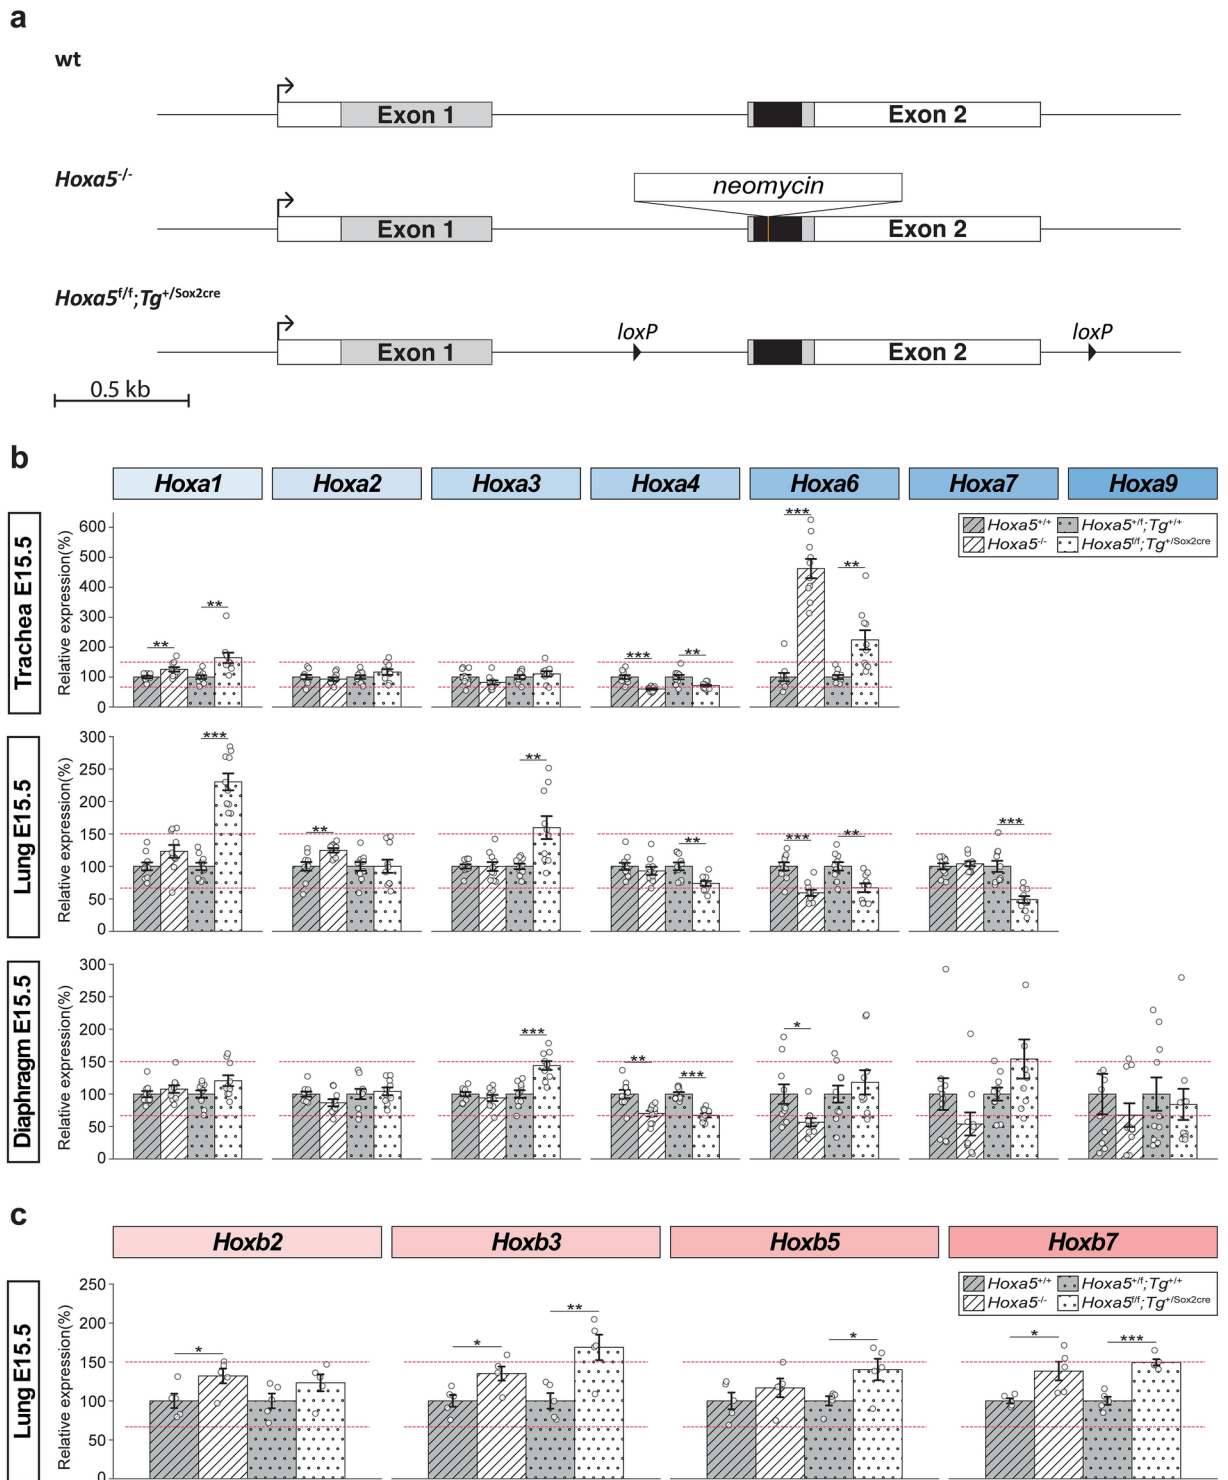 a
wt
Exon 1 Exon 2
Hoxa5-/-
neomycin
Exon 1 Exon 2
Hoxa5f/f;Tg+/Sox2cre
loxP loxP
Exon 1 Exon 2
0.5 kb
b
Hoxa1 Hoxa2 Hoxa3 Hoxa4 Hoxa6 Hoxa7 Hoxa9
Trachea E15.5
Relative expression(%)
600
500
400
300
200
100
0
** ** *** ** *** **
Hoxa5+/+ Hoxa5+/f;Tg+/+
Hoxa5-/- Hoxa5f/f;Tg+/Sox2cre
Lung E15.5
Relative expression(%)
300
250
200
150
100
50
0
*** ** ** ** *** ** ***
Diaphragm E15.5
Relative expression(%)
300
250
200
150
100
50
0
*** ** *** *
c
Hoxb2 Hoxb3 Hoxb5 Hoxb7
Lung E15.5
Relative expression(%)
250
200
150
100
50
0
* * ** * * ***
Hoxa5+/+ Hoxa5+/f;Tg+/+
Hoxa5-/- Hoxa5f/f;Tg+/Sox2cre